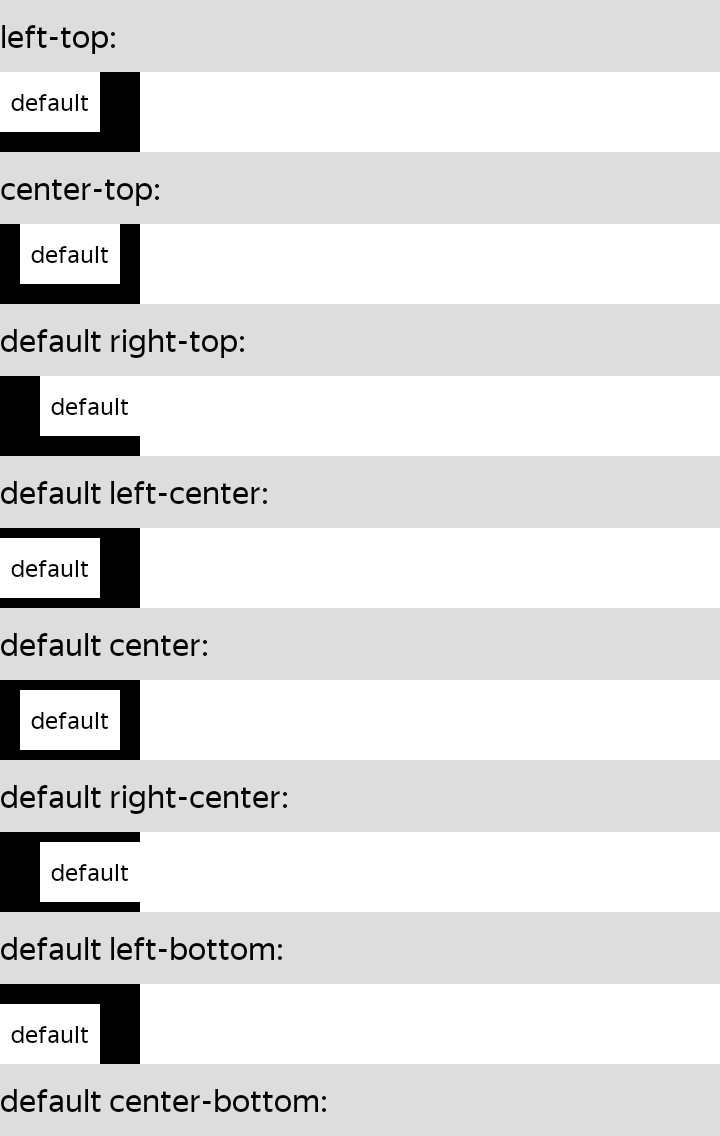 left-top:
default
center-top:
default
default right-top:
default
default left-center:
default
default center:
default
default right-center:
default
default left-bottom:
default
default center-bottom: